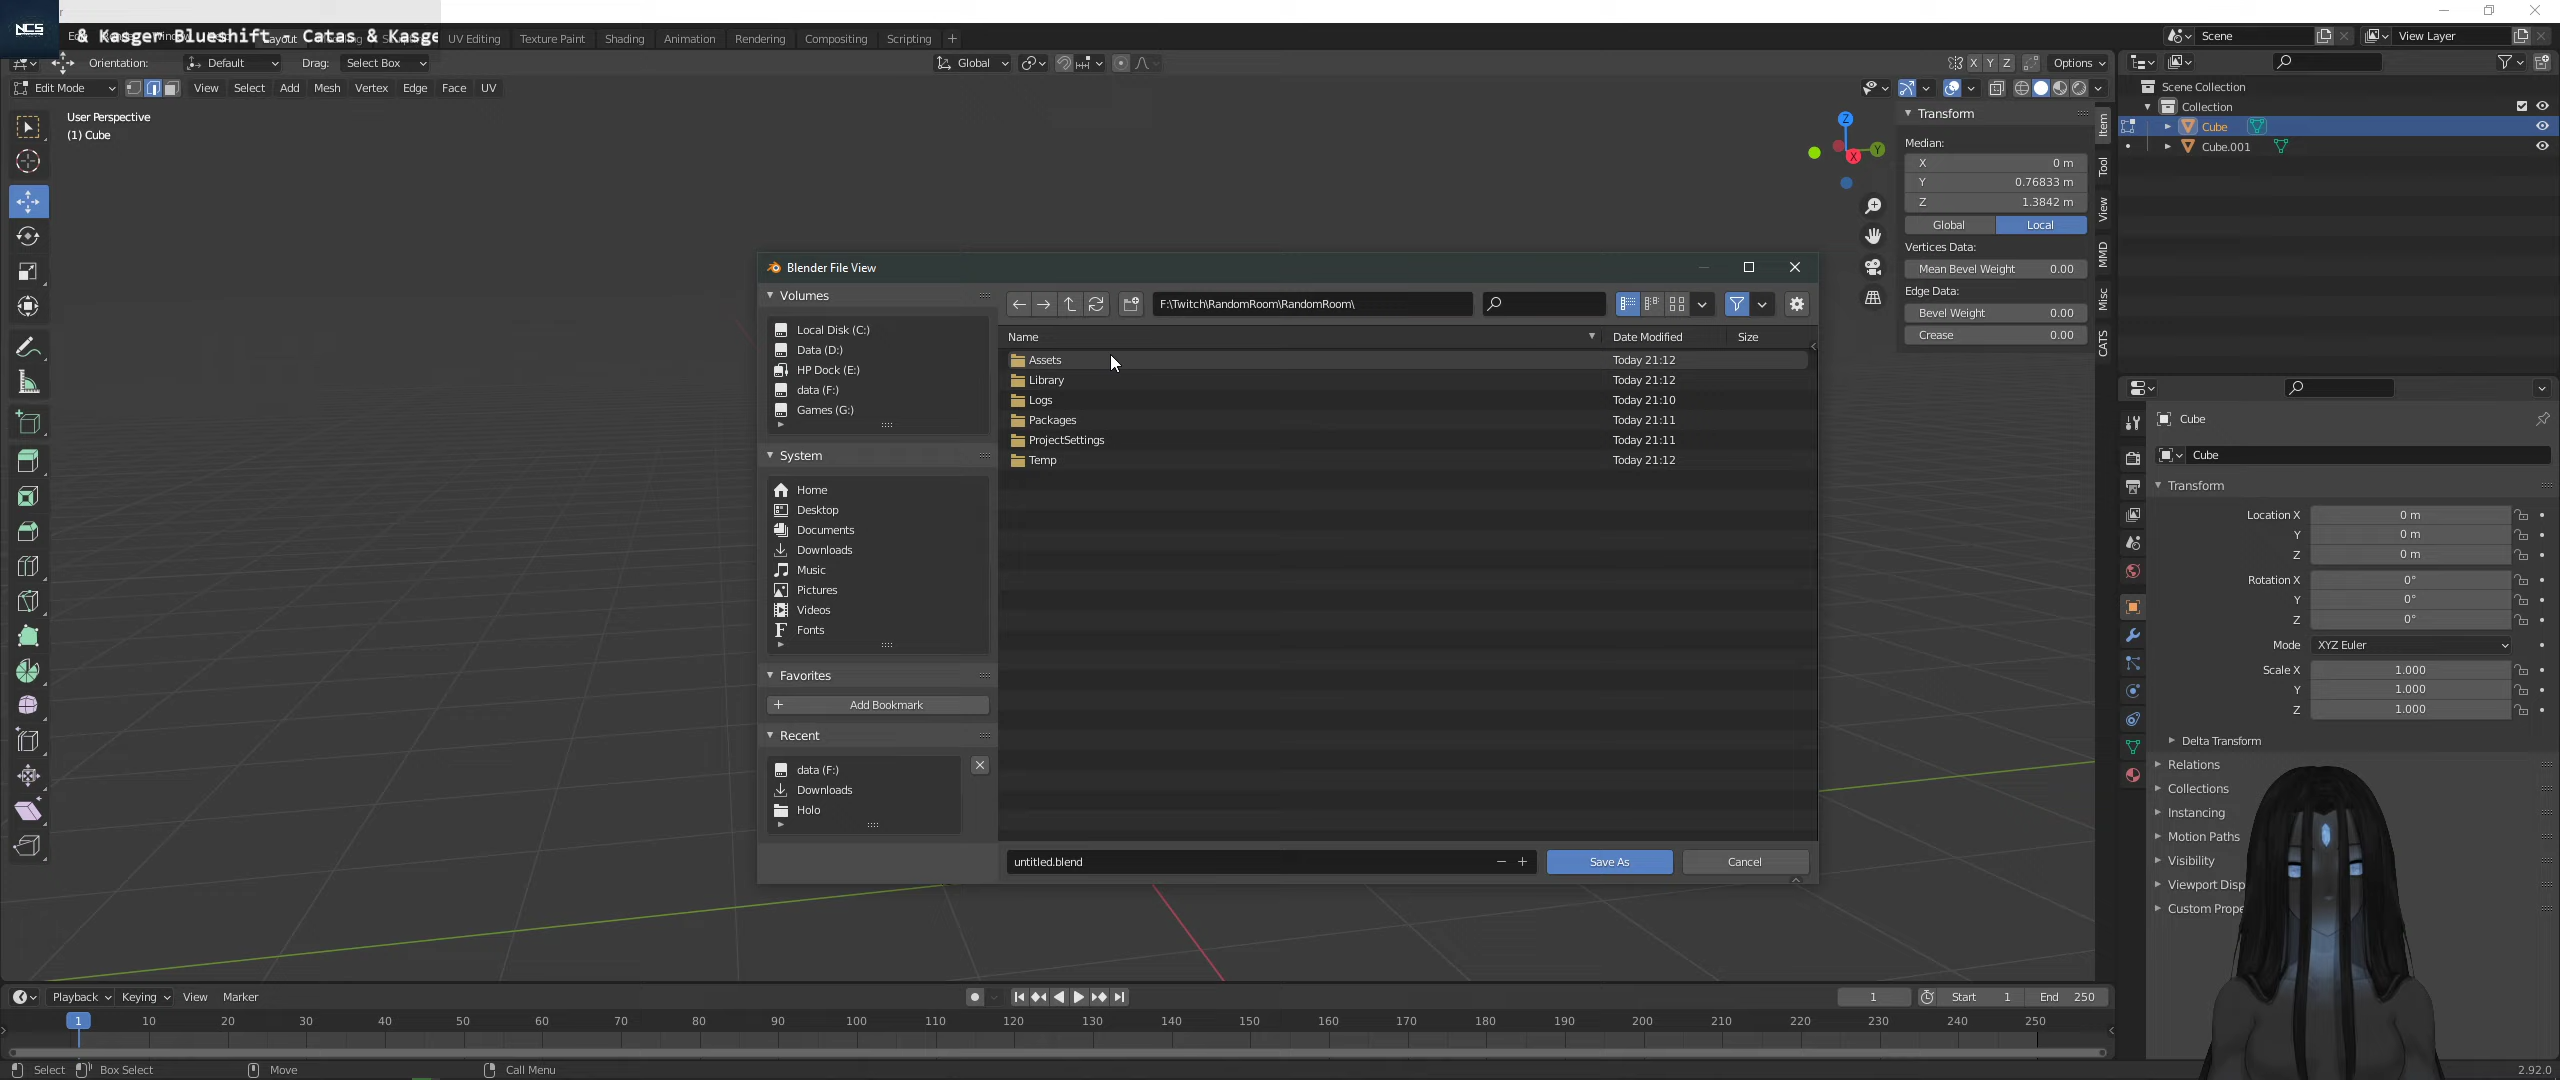 NCS
& Kasger Blueshift - Catas & Kasge
Layout
UV Editing
Texture Paint
Shading
Animation
Rendering
Compositing
Scripting
Scene
View Layer
Orientation:
Default
Drag:
Select Box
Global
X Y Z
Options
Edit Mode
View
Select
Add
Mesh
Vertex
Edge
Face
UV
User Perspective
(1) Cube
Z
Y
X
Transform
Median:
X 0 m
Y 0.76833 m
Z 1.3842 m
Global
Local
Vertices Data:
Mean Bevel Weight 0.00
Edge Data:
Bevel Weight 0.00
Crease 0.00
Item
Tool
View
MMD
Misc
CATS
Scene Collection
Collection
Cube
Cube.001
Blender File View
Volumes
Local Disk (C:)
Data (D:)
HP Dock (E:)
data (F:)
Games (G:)
System
Home
Desktop
Documents
Downloads
Music
Pictures
Videos
Fonts
Favorites
Add Bookmark
Recent
data (F:)
Downloads
Holo
F:\Twitch\RandomRoom\RandomRoom\
Name Date Modified Size
Assets Today 21:12
Library Today 21:12
Logs Today 21:10
Packages Today 21:11
ProjectSettings Today 21:11
Temp Today 21:12
untitled.blend
Save As
Cancel
Cube
Cube
Transform
Location X 0 m
Y 0 m
Z 0 m
Rotation X 0°
Y 0°
Z 0°
Mode XYZ Euler
Scale X 1.000
Y 1.000
Z 1.000
Delta Transform
Relations
Collections
Instancing
Motion Paths
Visibility
Viewport Disp
Custom Prope
Playback
Keying
View
Marker
1
Start 1
End 250
1 10 20 30 40 50 60 70 80 90 100 110 120 130 140 150 160 170 180 190 200 210 220 230 240 250
Select
Box Select
Move
Call Menu
2.92.0